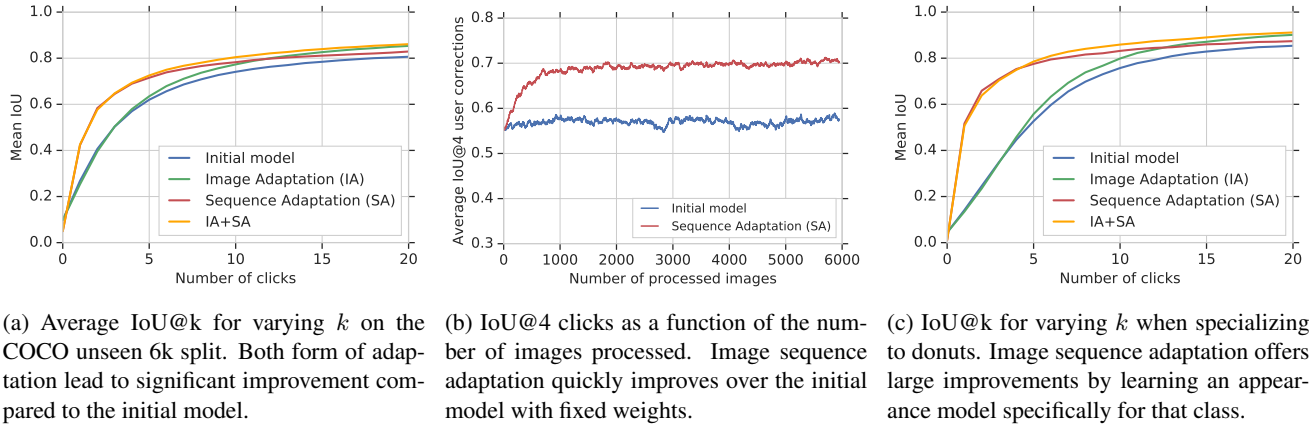 Mean IoU
1.0
0.8
0.6
0.4
0.2
0.0
0
5
10
15
20
Number of clicks
Initial model
Image Adaptation (IA)
Sequence Adaptation (SA)
IA+SA
Average IoU@4 user corrections
0.8
0.7
0.6
0.5
0.4
0.3
0
1000
2000
3000
4000
5000
6000
Number of processed images
Initial model
Sequence Adaptation (SA)
Mean IoU
1.0
0.8
0.6
0.4
0.2
0.0
0
5
10
15
20
Number of clicks
Initial model
Image Adaptation (IA)
Sequence Adaptation (SA)
IA+SA
(a) Average IoU@k for varying k on the
COCO unseen 6k split. Both form of adap-
tation lead to significant improvement com-
pared to the initial model.
(b) IoU@4 clicks as a function of the num-
ber of images processed. Image sequence
adaptation quickly improves over the initial
model with fixed weights.
(c) IoU@k for varying k when specializing
to donuts. Image sequence adaptation offers
large improvements by learning an appear-
ance model specifically for that class.